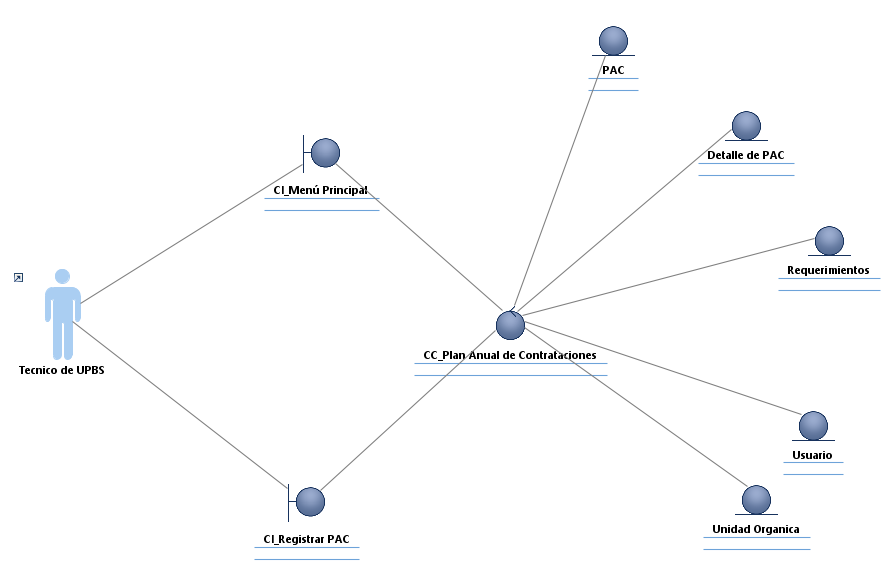 PAC
Detalle de PAC
CI_Menú Principal
Requerimientos
CC_Plan Anual de Contrataciones
Tecnico de UPBS
Usuario
Unidad Organica
CI_Registrar PAC